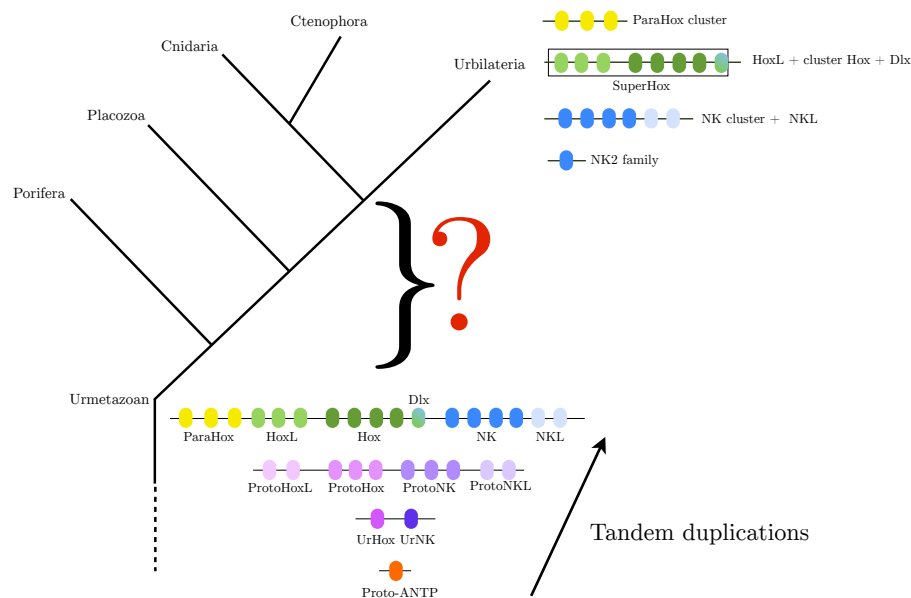 Ctenophora
ParaHox cluster
Cnidaria
Urbilateria
HoxL + cluster Hox + Dlx
SuperHox
Placozoa
NK cluster + NKL
NK2 family
Porifera
}?
Urmetazoan
Dlx
ParaHox HoxL Hox NK NKL
ProtoHoxL ProtoHox ProtoNK ProtoNKL
UrHox UrNK
Tandem duplications
Proto-ANTP